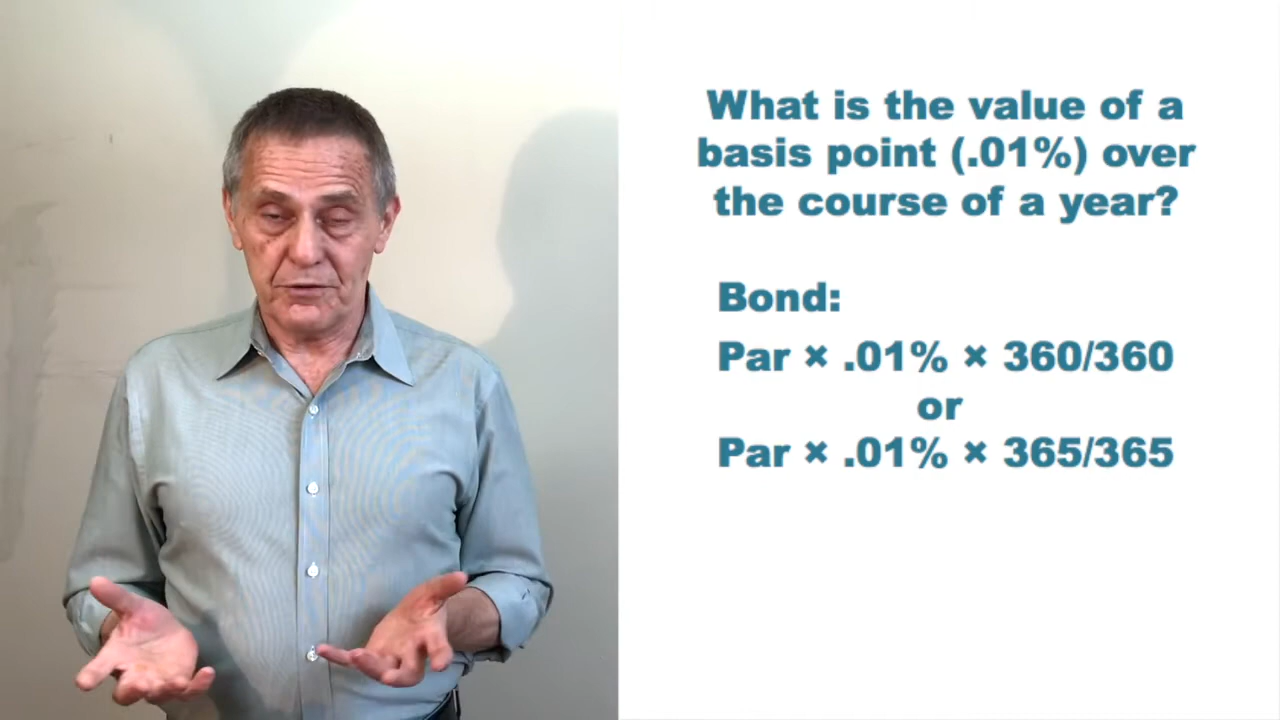 What is the value of a
basis point (.01%) over
the course of a year?
Bond:
Par × .01% × 360/360
or
Par × .01% × 365/365